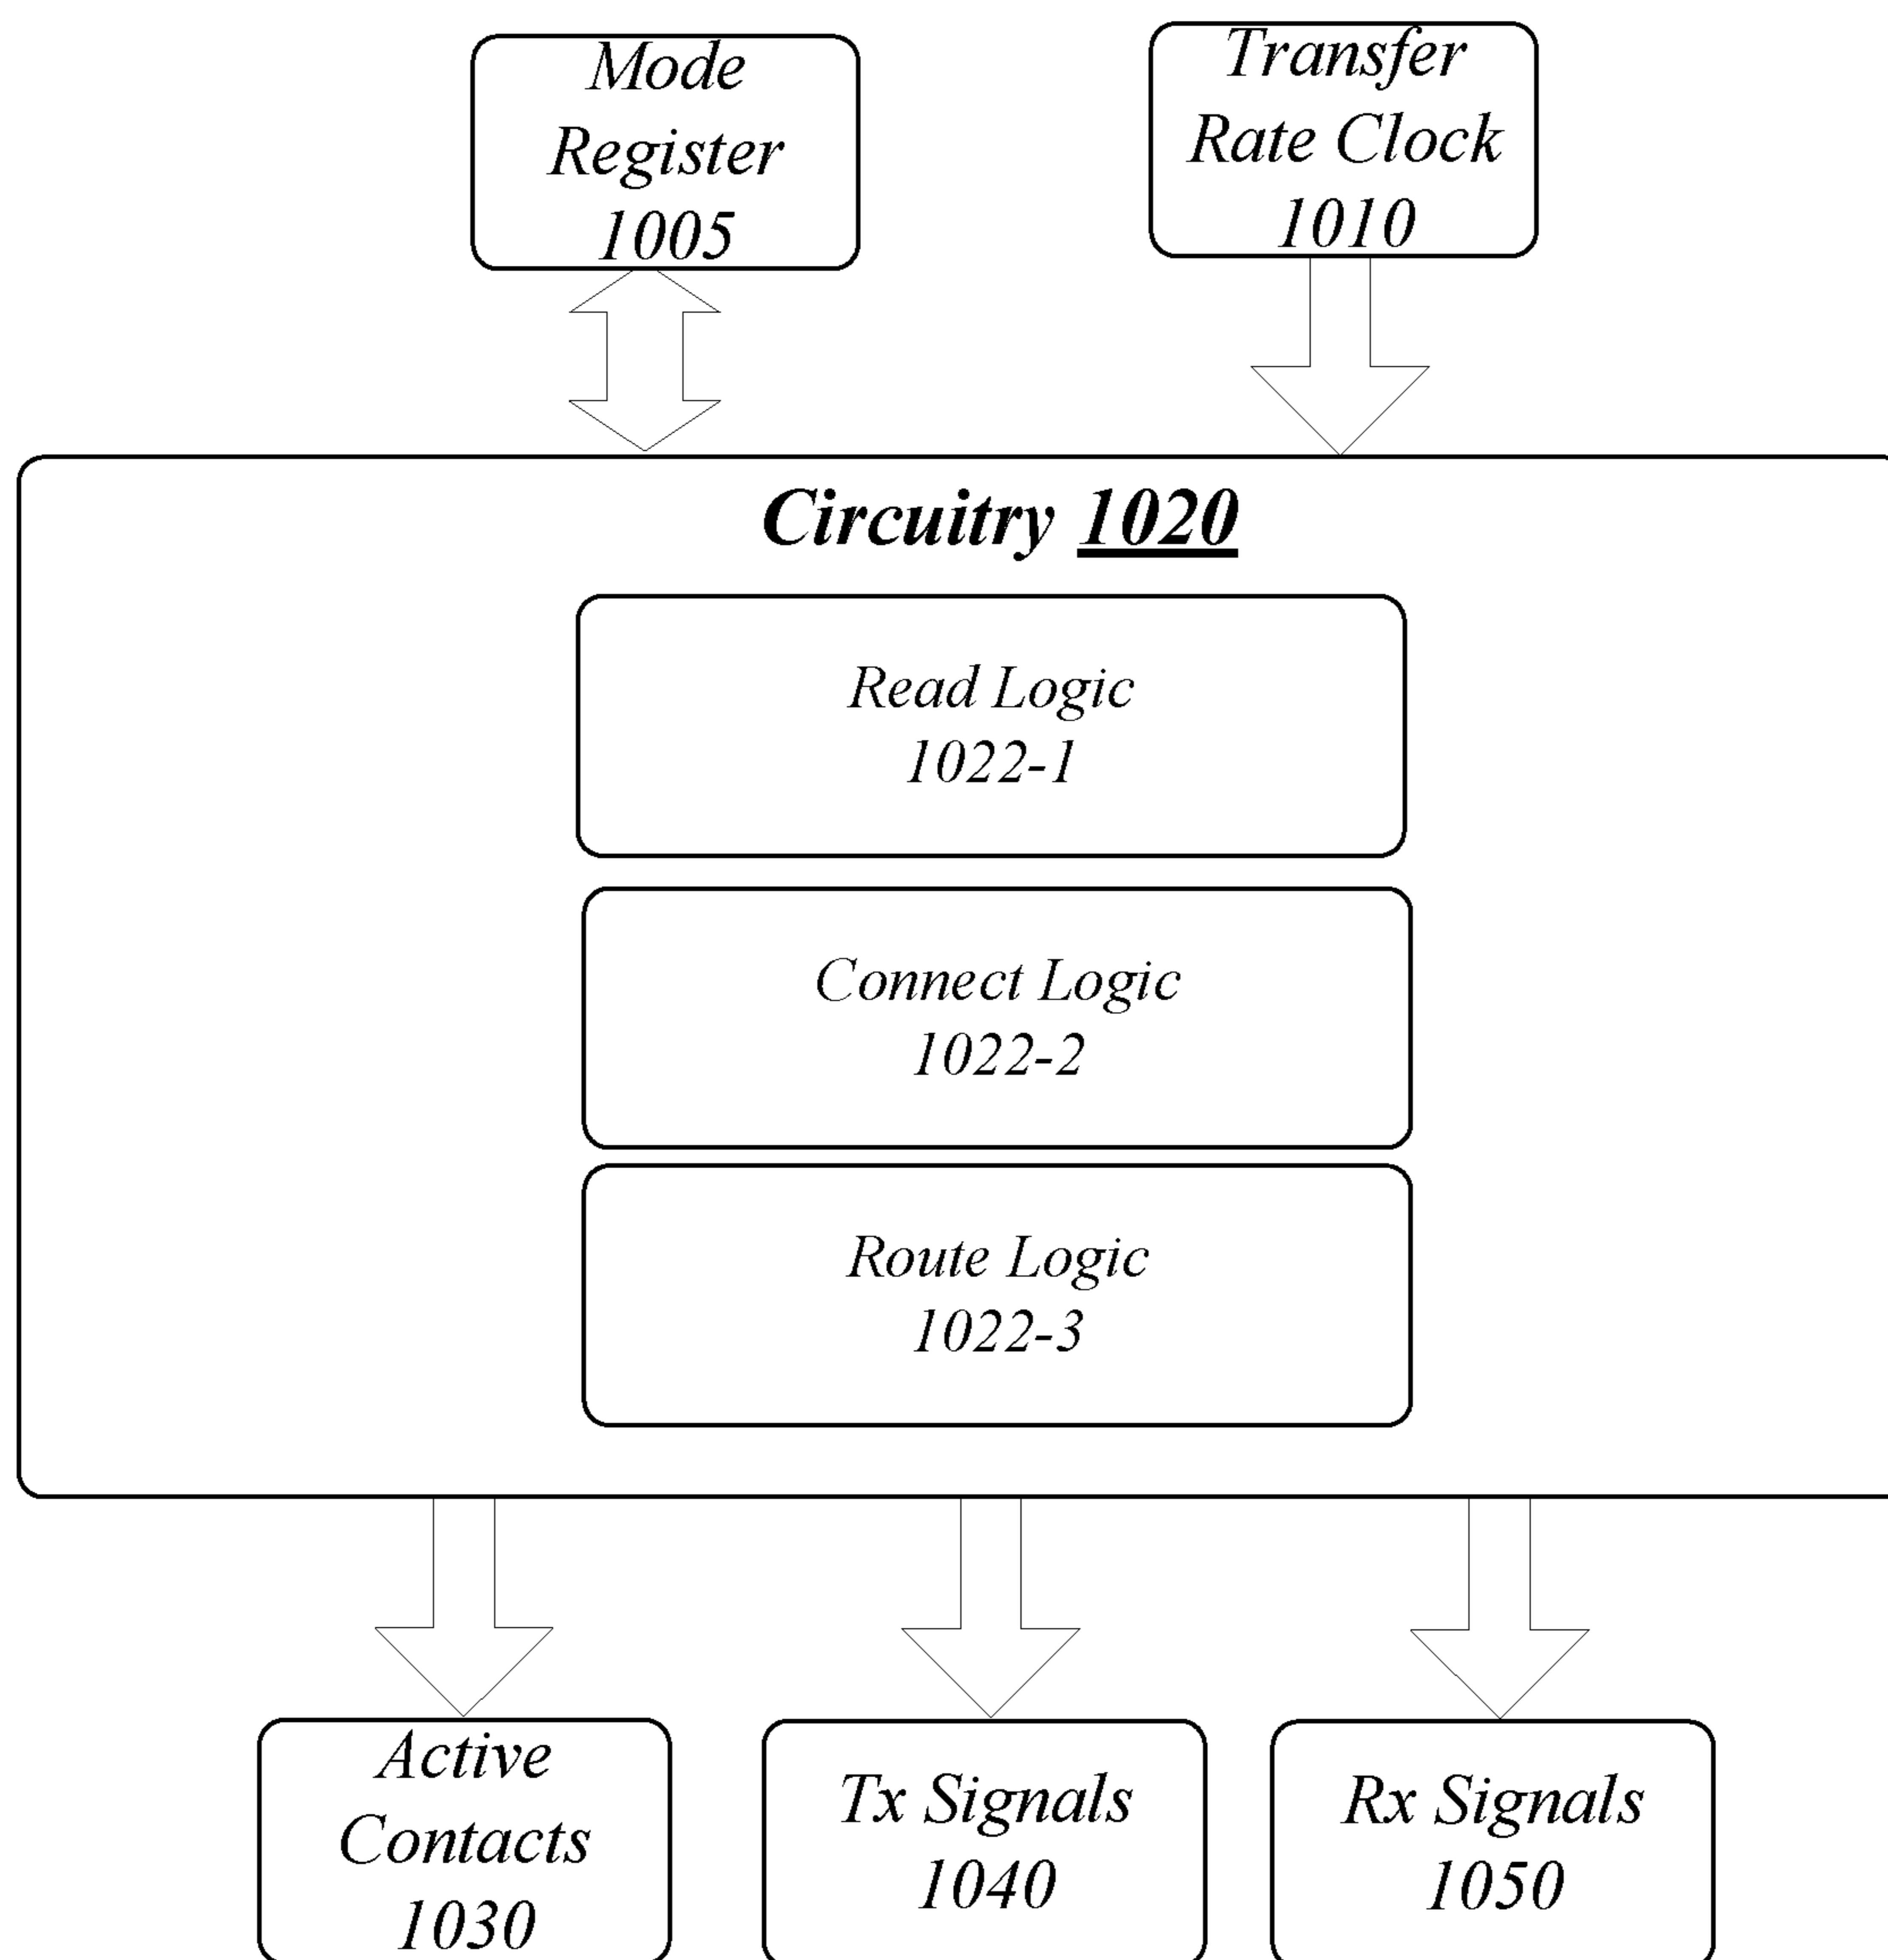 Mode
Register
1005
Transfer
Rate Clock
1010
Circuitry 1020
Read Logic
1022-1
Connect Logic
1022-2
Route Logic
1022-3
Active
Contacts
1030
Tx Signals
1040
Rx Signals
1050